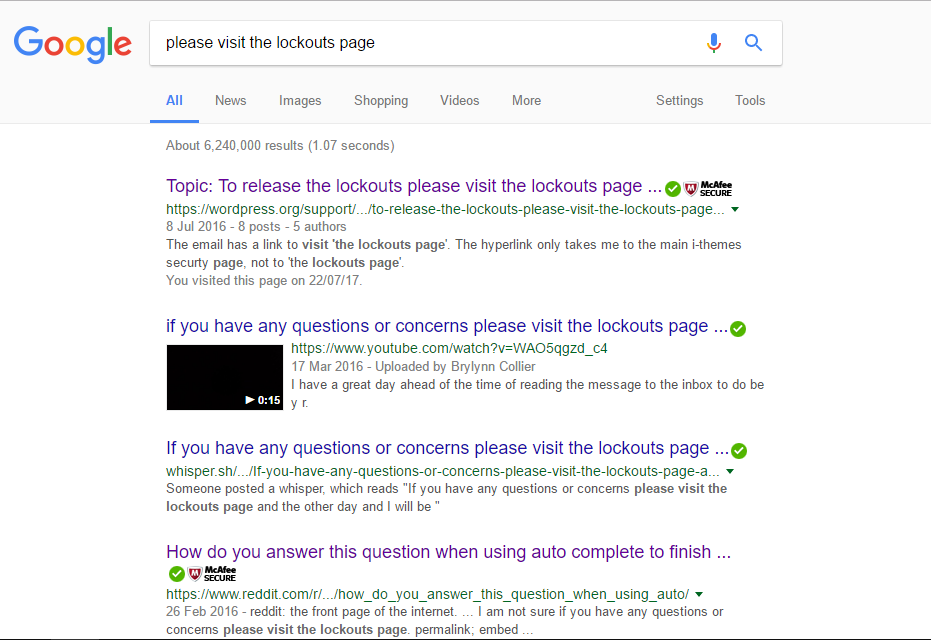 Google
please visit the lockouts page
All News Images Shopping Videos More Settings Tools
About 6,240,000 results (1.07 seconds)
Topic: To release the lockouts please visit the lockouts page ... McAfee SECURE
https://wordpress.org/support/.../to-release-the-lockouts-please-visit-the-lockouts-page...
8 Jul 2016 - 8 posts - 5 authors
The email has a link to visit 'the lockouts page'. The hyperlink only takes me to the main i-themes
securty page, not to 'the lockouts page'.
You visited this page on 22/07/17.
if you have any questions or concerns please visit the lockouts page ...
https://www.youtube.com/watch?v=WAO5qgzd_c4
17 Mar 2016 - Uploaded by Brylynn Collier
I have a great day ahead of the time of reading the message to the inbox to do be
y r.
0:15
If you have any questions or concerns please visit the lockouts page ...
whisper.sh/.../If-you-have-any-questions-or-concerns-please-visit-the-lockouts-page-a...
Someone posted a whisper, which reads "If you have any questions or concerns please visit the
lockouts page and the other day and I will be "
How do you answer this question when using auto complete to finish ...
McAfee SECURE
https://www.reddit.com/r/.../how_do_you_answer_this_question_when_using_auto/
26 Feb 2016 - reddit: the front page of the internet. ... I am not sure if you have any questions or
concerns please visit the lockouts page. permalink; embed ...